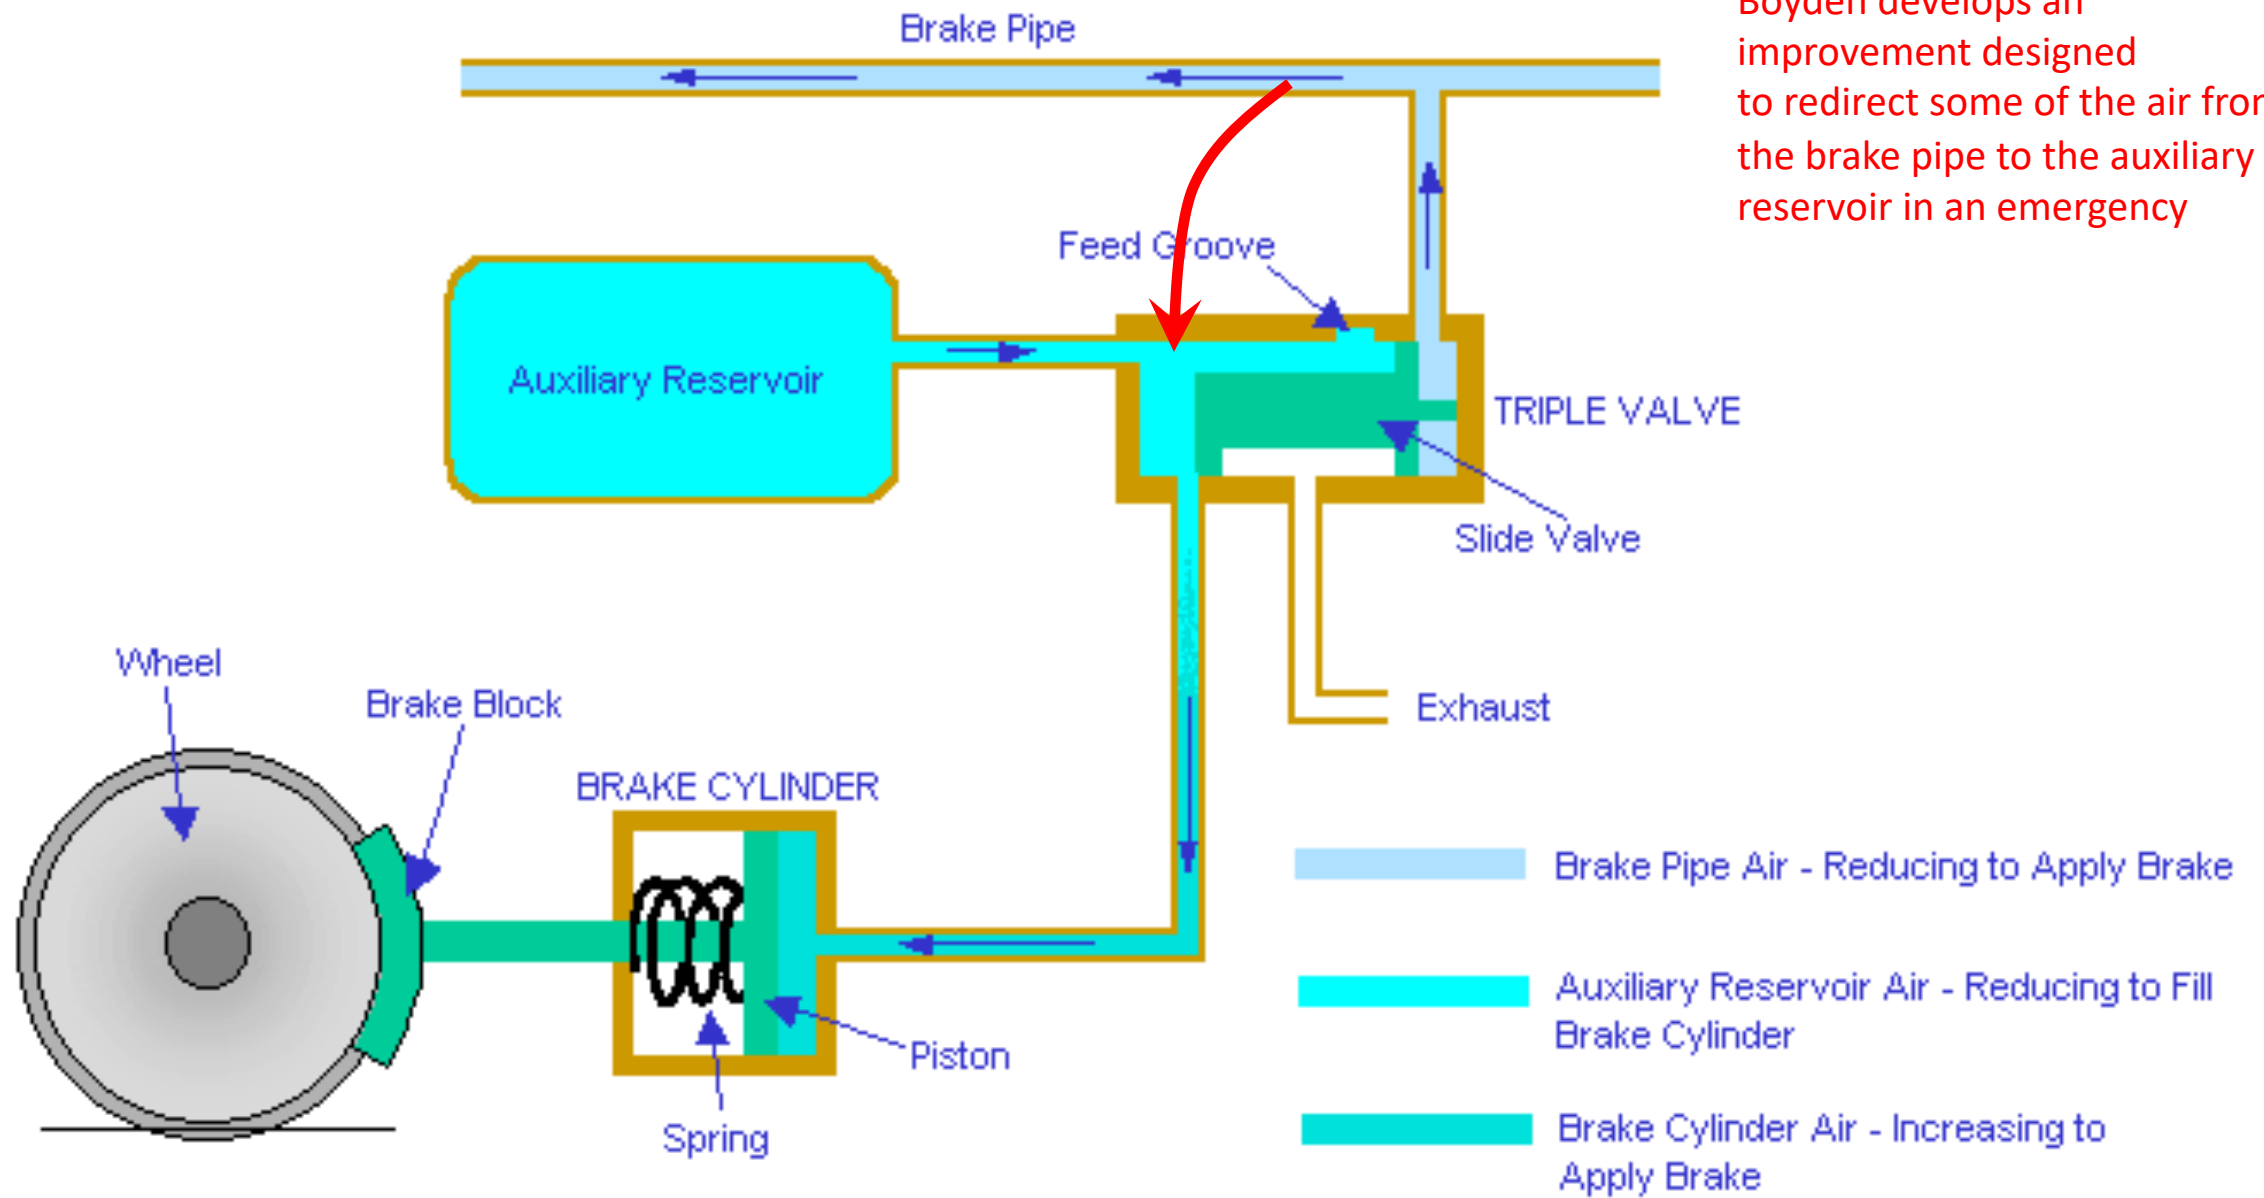 Brake Pipe
Boyden develops an
improvement designed
to redirect some of the air
the brake pipe to the auxiliary
reservoir in an emergency
Feed Groove
Auxiliary Reservoir
TRIPLE VALVE
Slide Valve
Wheel
Brake Block
Exhaust
BRAKE CYLINDER
Piston
Spring
Brake Pipe Air - Reducing to Apply Brake
Auxiliary Reservoir Air - Reducing to Fill
Brake Cylinder
Brake Cylinder Air - Increasing to
Apply Brake